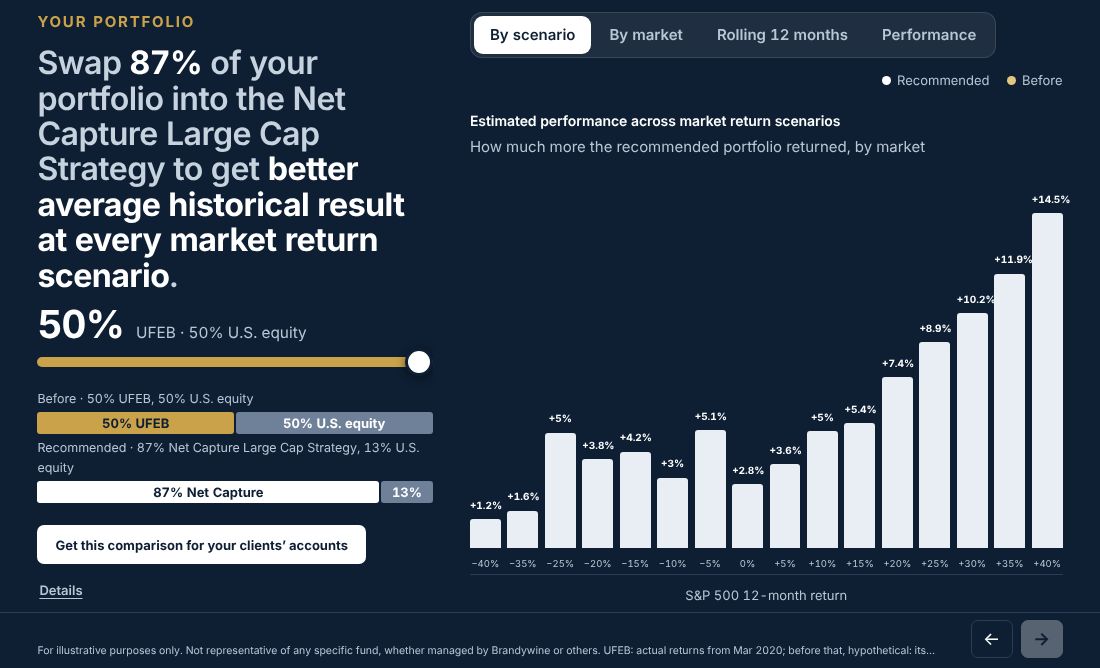 YOUR PORTFOLIO
Swap 87% of your
portfolio into the Net
Capture Large Cap
Strategy to get better
average historical result
at every market return
scenario.
50% UFEB · 50% U.S. equity
Before · 50% UFEB, 50% U.S. equity
50% UFEB 50% U.S. equity
Recommended · 87% Net Capture Large Cap Strategy, 13% U.S.
equity
87% Net Capture 13%
Get this comparison for your clients’ accounts
Details
By scenario By market Rolling 12 months Performance
Recommended Before
Estimated performance across market return scenarios
How much more the recommended portfolio returned, by market
+1.2% +1.6% +5% +3.8% +4.2% +3% +5.1% +2.8% +3.6% +5% +5.4% +7.4% +8.9% +10.2% +11.9% +14.5%
−40% −35% −25% −20% −15% −10% −5% 0% +5% +10% +15% +20% +25% +30% +35% +40%
S&P 500 12-month return
For illustrative purposes only. Not representative of any specific fund, whether managed by Brandywine or others. UFEB: actual returns from Mar 2020; before that, hypothetical: its...